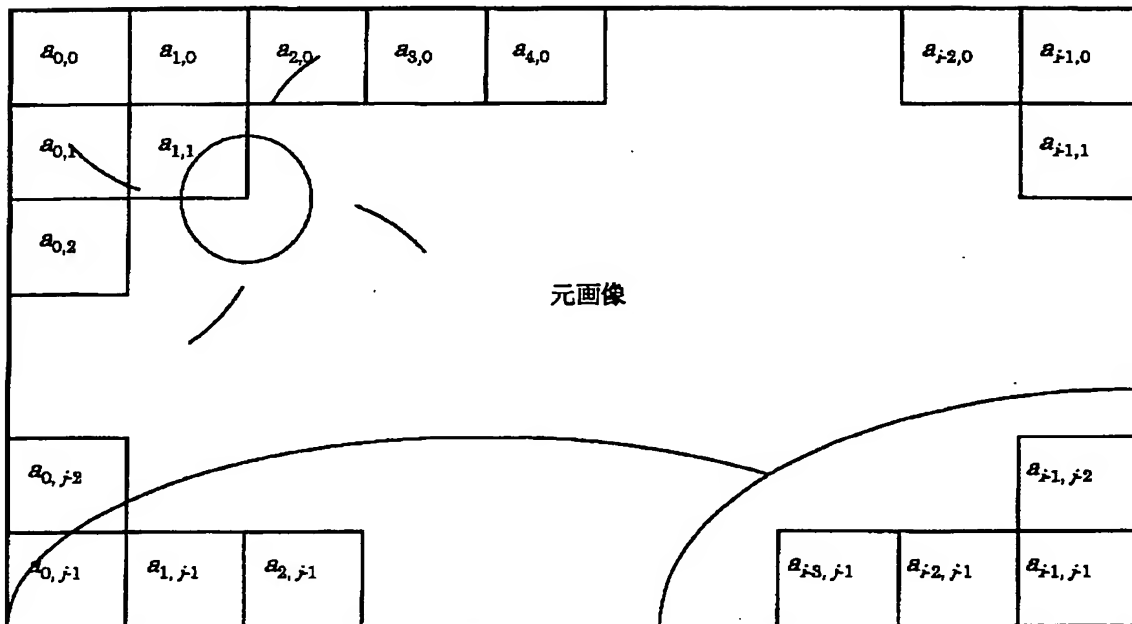 a0,0 a1,0 a2,0 a3,0 a4,0 ai-2,0 ai-1,0
a0,1 a1,1 ai-1,1
a0,2
元画像
a0, j-2 ai-1, j-2
a0, j-1 a1, j-1 a2, j-1 ai-3, j-1 ai-2, j-1 ai-1, j-1